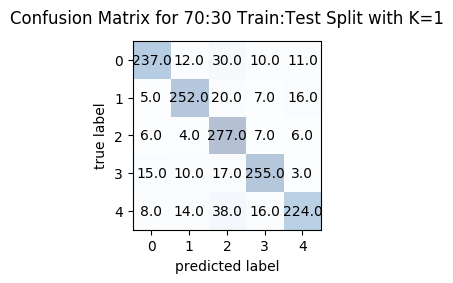 Confusion Matrix for 70:30 Train:Test Split with K=1
0 237.0 12.0 30.0 10.0 11.0
1 5.0 252.0 20.0 7.0 16.0
2 6.0 4.0 277.0 7.0 6.0
3 15.0 10.0 17.0 255.0 3.0
4 8.0 14.0 38.0 16.0 224.0
true label
0 1 2 3 4
predicted label